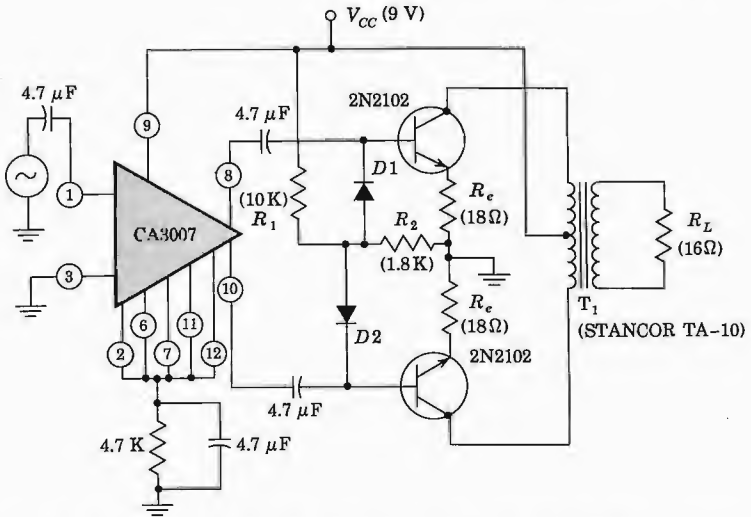 V_CC (9 V)
2N2102
4.7 μF
4.7 μF
9
8
D1
1
(10 K)
R_1
R_e
(18Ω)
CA3007
R_2
(1.8 K)
R_L
(16Ω)
3
10
T_1
(STANCOR TA-10)
R_e
(18Ω)
D2
2
6
7
11
12
2N2102
4.7 μF
4.7 K
4.7 μF